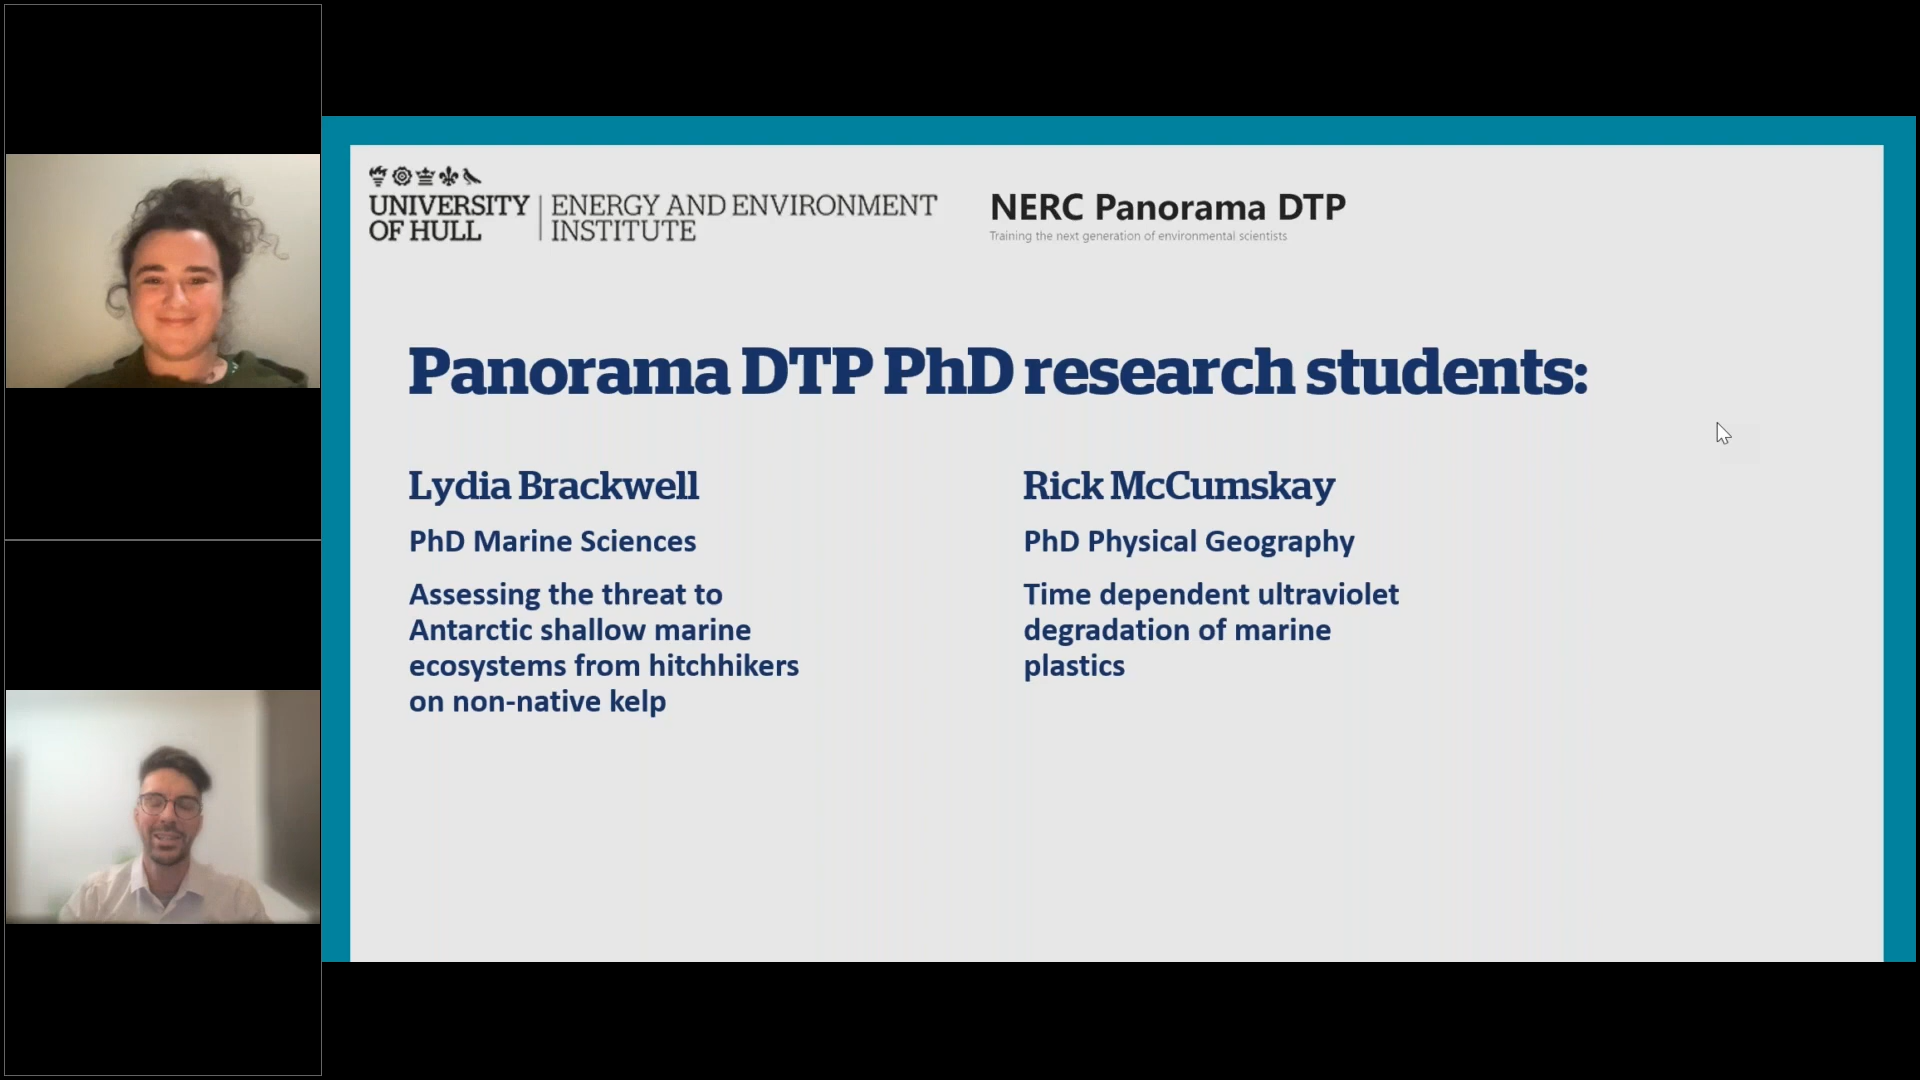 UNIVERSITY
OF HULL
ENERGY AND ENVIRONMENT
INSTITUTE
NERC Panorama DTP
Training the next generation of environmental scientists
Panorama DTP PhD research students:
Lydia Brackwell
PhD Marine Sciences
Assessing the threat to
Antarctic shallow marine
ecosystems from hitchhikers
on non-native kelp
Rick McCumskay
PhD Physical Geography
Time dependent ultraviolet
degradation of marine
plastics